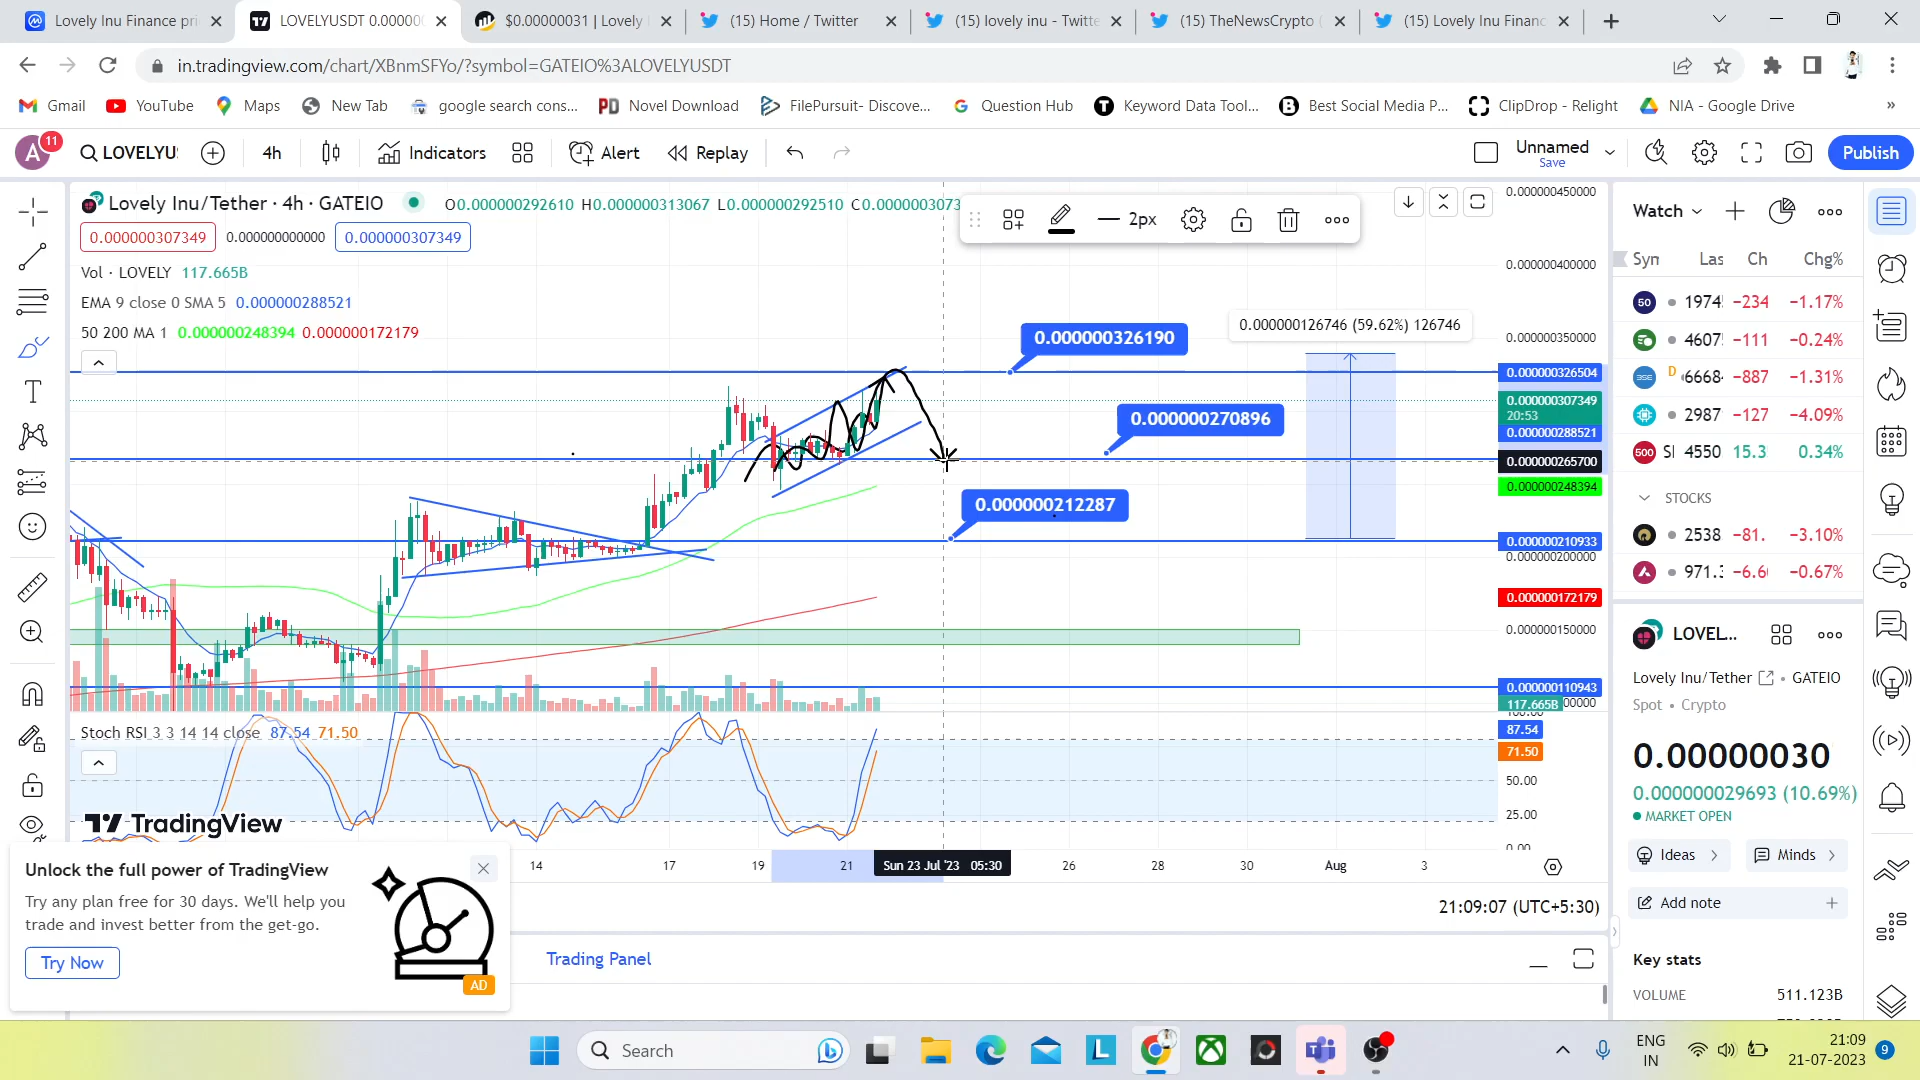 Lovely Inu Finance pri
LOVELYUSDT 0.00000
$0.00000031 | Lovely I
(15) Home / Twitter
(15) lovely inu - Twitte
(15) TheNewsCrypto (
(15) Lovely Inu Financ
in.tradingview.com/chart/XBnmSFYo/?symbol=GATEIO%3ALOVELYUSDT
Gmail
YouTube
Maps
New Tab
google search cons...
PD Novel Download
FilePursuit- Discove...
Question Hub
Keyword Data Tool...
Best Social Media P...
ClipDrop - Relight
NIA - Google Drive
A 11
LOVELYU
4h
Indicators
Alert
Replay
Unnamed
Save
Publish
Lovely Inu/Tether · 4h · GATEIO
O0.000000292610 H0.000000313067 L0.000000292510 C0.0000003073
0.000000307349 0.000000000000 0.000000307349
Vol · LOVELY 117.665B
EMA 9 close 0 SMA 5 0.000000288521
50 200 MA 1 0.000000248394 0.000000172179
2px
0.000000326190
0.000000270896
0.000000212287
0.000000126746 (59.62%) 126746
0.000000450000
0.000000400000
0.000000350000
0.000000326504
0.000000307349
20:53
0.000000288521
0.000000265700
0.000000248394
0.000000210933
0.000000200000
0.000000172179
0.000000150000
0.000000110943
117.665B
Stoch RSI 3 3 14 14 close 87.54 71.50
87.54
71.50
50.00
25.00
0.00
TradingView
14 17 19 21 Sun 23 Jul '23 05:30 26 28 30 Aug 3
21:09:07 (UTC+5:30)
Trading Panel
Unlock the full power of TradingView
Try any plan free for 30 days. We'll help you
trade and invest better from the get-go.
Try Now
AD
Watch
Syn Las Ch Chg%
50 1974 -234 -1.17%
4607 -111 -0.24%
D 6668 -887 -1.31%
2987 -127 -4.09%
500 4550 15.3 0.34%
STOCKS
2538 -81. -3.10%
971. -6.6 -0.67%
LOVEL...
Lovely Inu/Tether • GATEIO
Spot • Crypto
0.00000030
0.000000029693 (10.69%)
MARKET OPEN
Ideas
Minds
Add note
Key stats
VOLUME 511.123B
Search
ENG
IN
21:09
21-07-2023
9